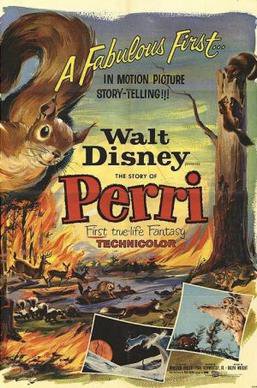 A Fabulous First...
IN MOTION PICTURE
STORY-TELLING!!!
Walt
Disney
presents
THE STORY OF
Perri
First true-life Fantasy
TECHNICOLOR